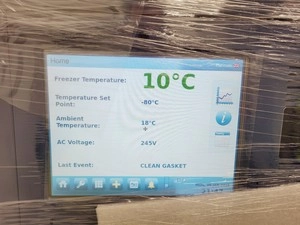 Home
Freezer Temperature: 10°C
Temperature Set Point: -80°C
Ambient Temperature: 18°C
AC Voltage: 245V
Last Event: CLEAN GASKET